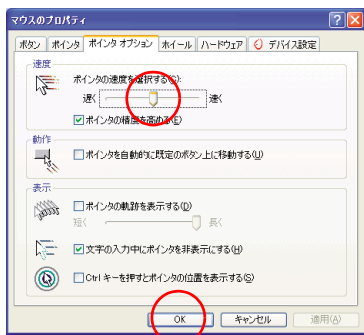 マウスのプロパティ
ボタン ポインタ ポインタ オプション ホイール ハードウェア デバイス設定
速度
ポインタの速度を選択する(C):
遅く 速く
ポインタの精度を高める(E)
動作
ポインタを自動的に既定のボタン上に移動する(U)
表示
ポインタの軌跡を表示する(D)
短く 長く
文字の入力中にポインタを非表示にする(H)
Ctrl キーを押すとポインタの位置を表示する(S)
OK キャンセル 適用(A)